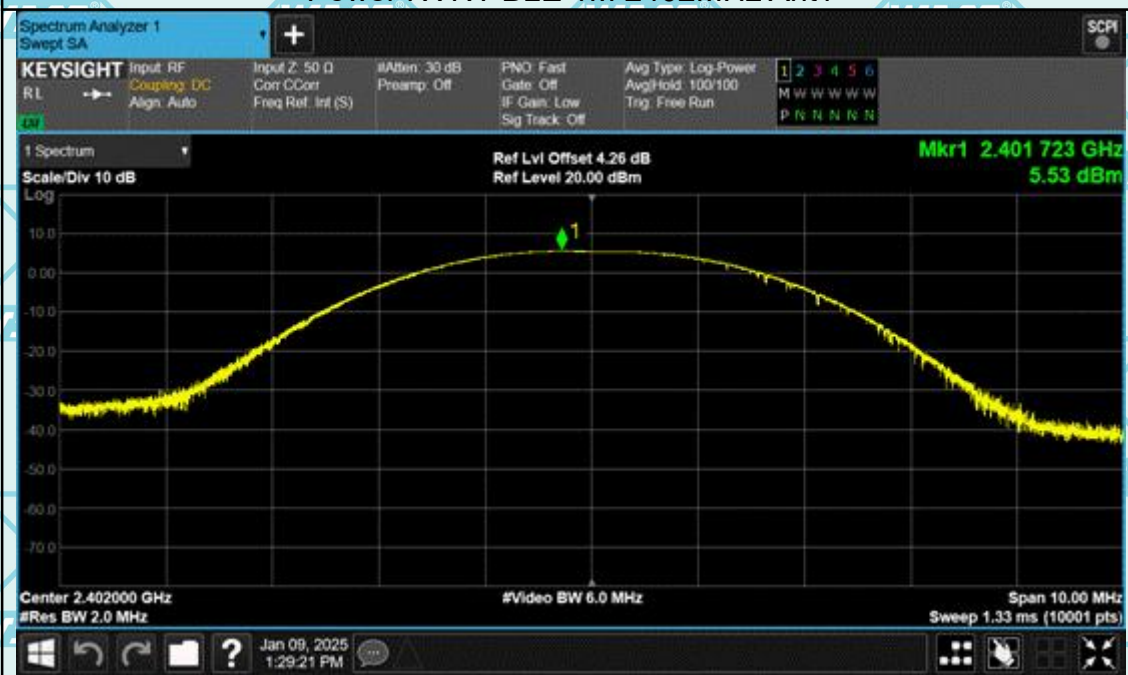 Spectrum Analyzer 1
Swept SA
+
SCPI
KEYSIGHT
RL
Input: RF
Coupling: DC
Align: Auto
Input Z: 50 Ω
Corr CCorr
Freq Ref: Int (S)
#Atten: 30 dB
Preamp: Off
PNO: Fast
Gate: Off
IF Gain: Low
Sig Track: Off
Avg Type: Log-Power
Avg|Hold: 100/100
Trig: Free Run
1 2 3 4 5 6
M W W W W W
P N N N N N
1 Spectrum
Scale/Div 10 dB
Log
Ref Lvl Offset 4.26 dB
Ref Level 20.00 dBm
Mkr1 2.401 723 GHz
5.53 dBm
1
10.0
0.00
-10.0
-20.0
-30.0
-40.0
-50.0
-60.0
-70.0
Center 2.402000 GHz
#Res BW 2.0 MHz
#Video BW 6.0 MHz
Span 10.00 MHz
Sweep 1.33 ms (10001 pts)
?
Jan 09, 2025
1:29:21 PM